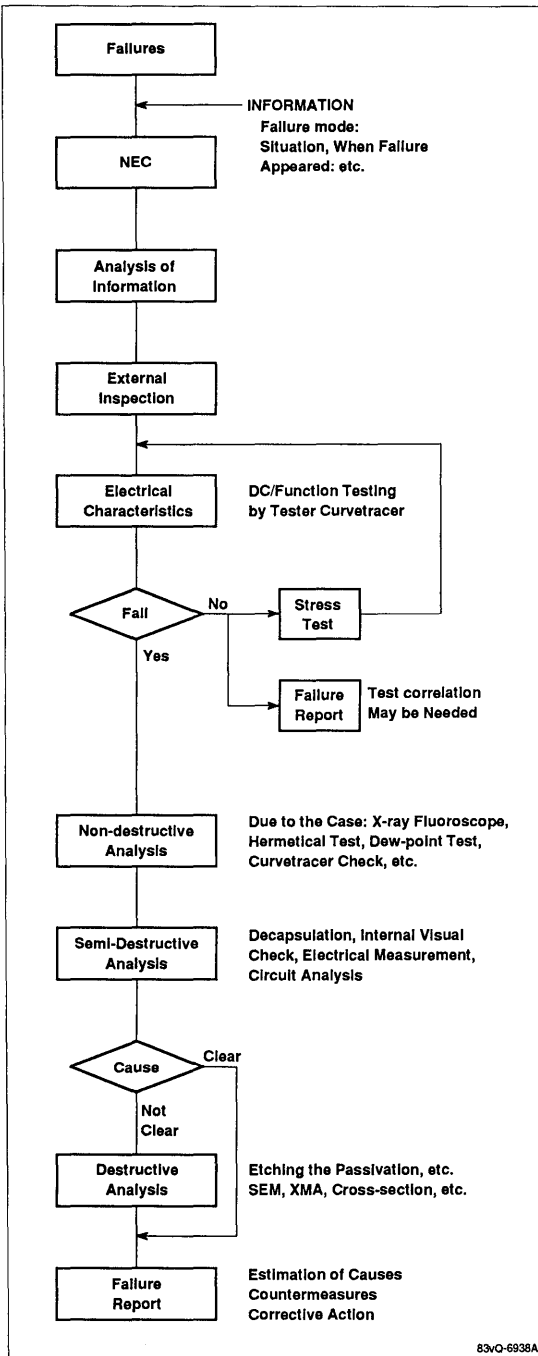 Failures
INFORMATION
Failure mode:
Situation, When Failure
Appeared: etc.
NEC
Analysis of
Information
External
Inspection
Electrical
Characteristics
DC/Function Testing
by Tester Curvetracer
Fail
No
Yes
Stress
Test
Failure
Report
Test correlation
May be Needed
Non-destructive
Analysis
Due to the Case: X-ray Fluoroscope,
Hermetical Test, Dew-point Test,
Curvetracer Check, etc.
Semi-Destructive
Analysis
Decapsulation, Internal Visual
Check, Electrical Measurement,
Circuit Analysis
Cause
Clear
Not
Clear
Destructive
Analysis
Etching the Passivation, etc.
SEM, XMA, Cross-section, etc.
Failure
Report
Estimation of Causes
Countermeasures
Corrective Action
83vQ-6938A